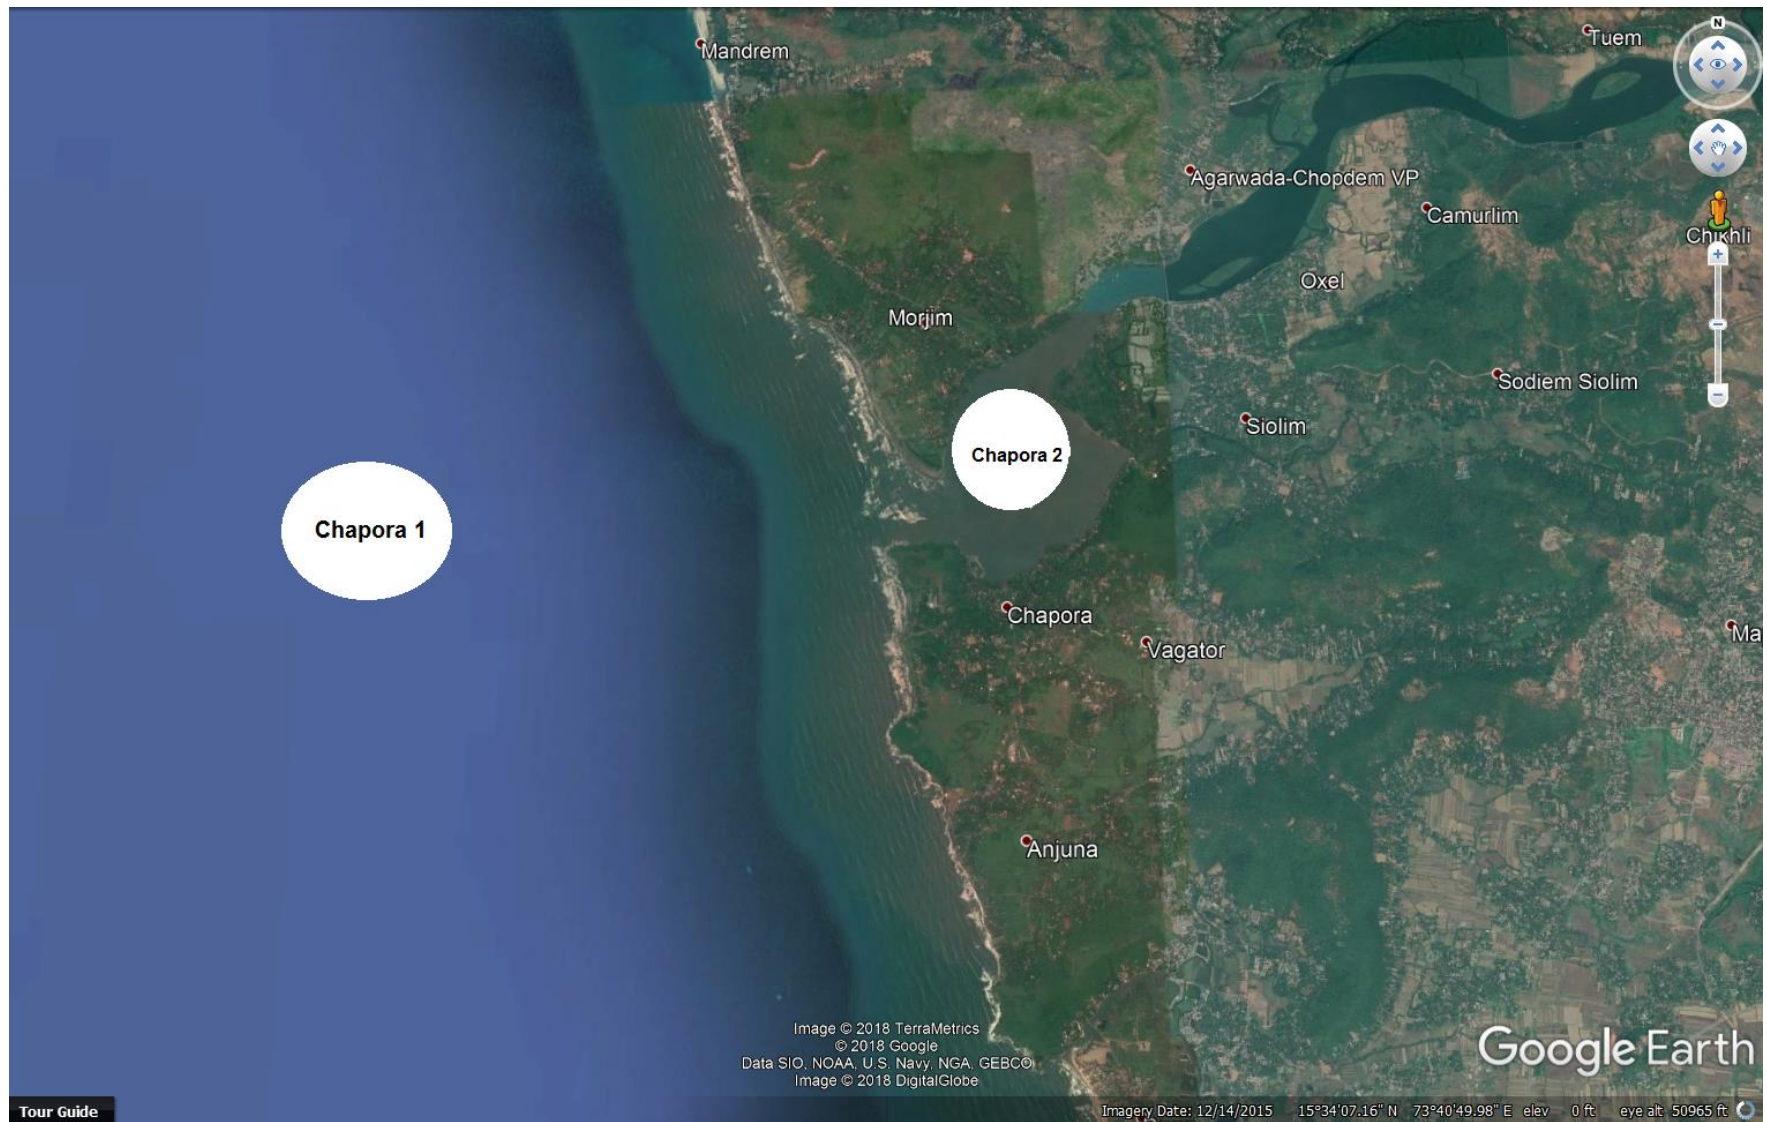 N
Mandrem
Tuem
Agarwada-Chopdem VP
Camurlim
Chikhli
Oxel
Morjim
Sodiem Siolim
Siolim
Chapora 2
Chapora 1
Chapora
Ma
Vagator
Anjuna
Image © 2018 TerraMetrics
© 2018 Google
Data SIO, NOAA, U.S. Navy, NGA, GEBCO
Image © 2018 DigitalGlobe
Google Earth
Tour Guide
Imagery Date: 12/14/2015 15°34'07.16" N 73°40'49.98" E elev 0 ft eye alt 50965 ft